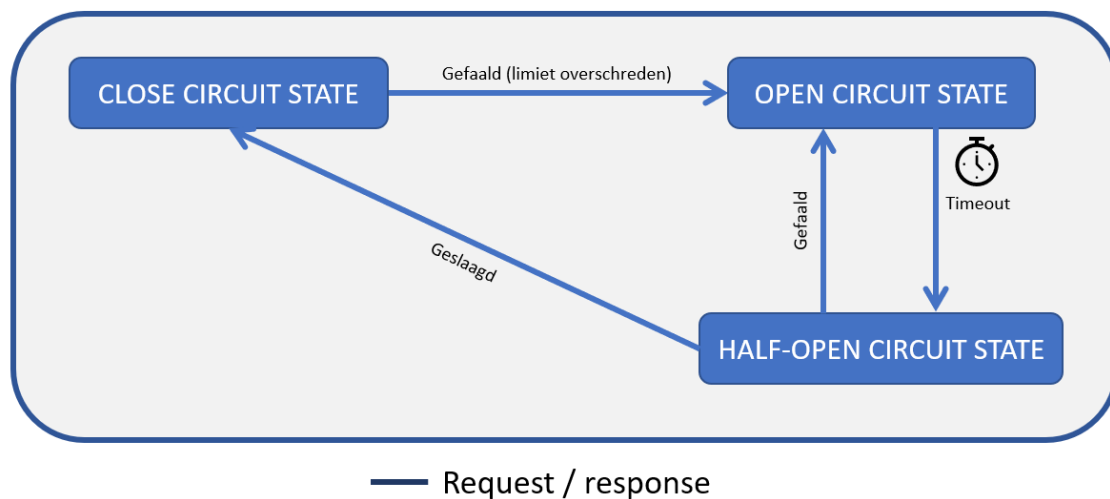 CLOSE CIRCUIT STATE
Gefaald (limiet overschreden)
OPEN CIRCUIT STATE
Timeout
Gefaald
Geslaagd
HALF-OPEN CIRCUIT STATE
Request / response